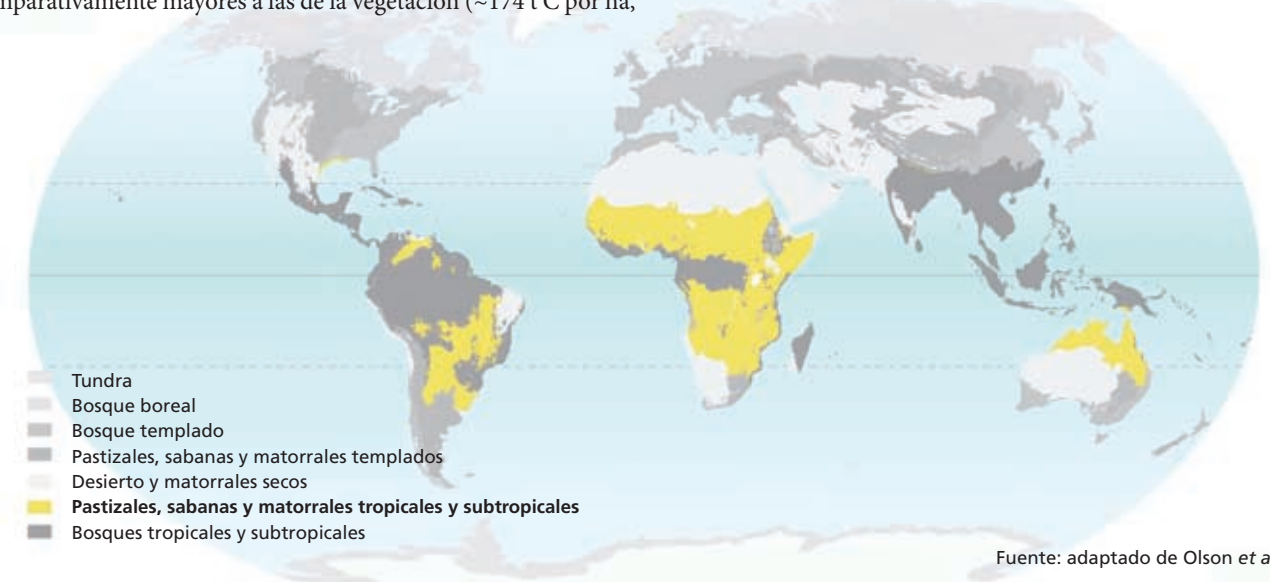 mparativamente mayores a las de la vegetación (~174 t C por ha,
Tundra
Bosque boreal
Bosque templado
Pastizales, sabanas y matorrales templados
Desierto y matorrales secos
Pastizales, sabanas y matorrales tropicales y subtropicales
Bosques tropicales y subtropicales
Fuente: adaptado de Olson et a